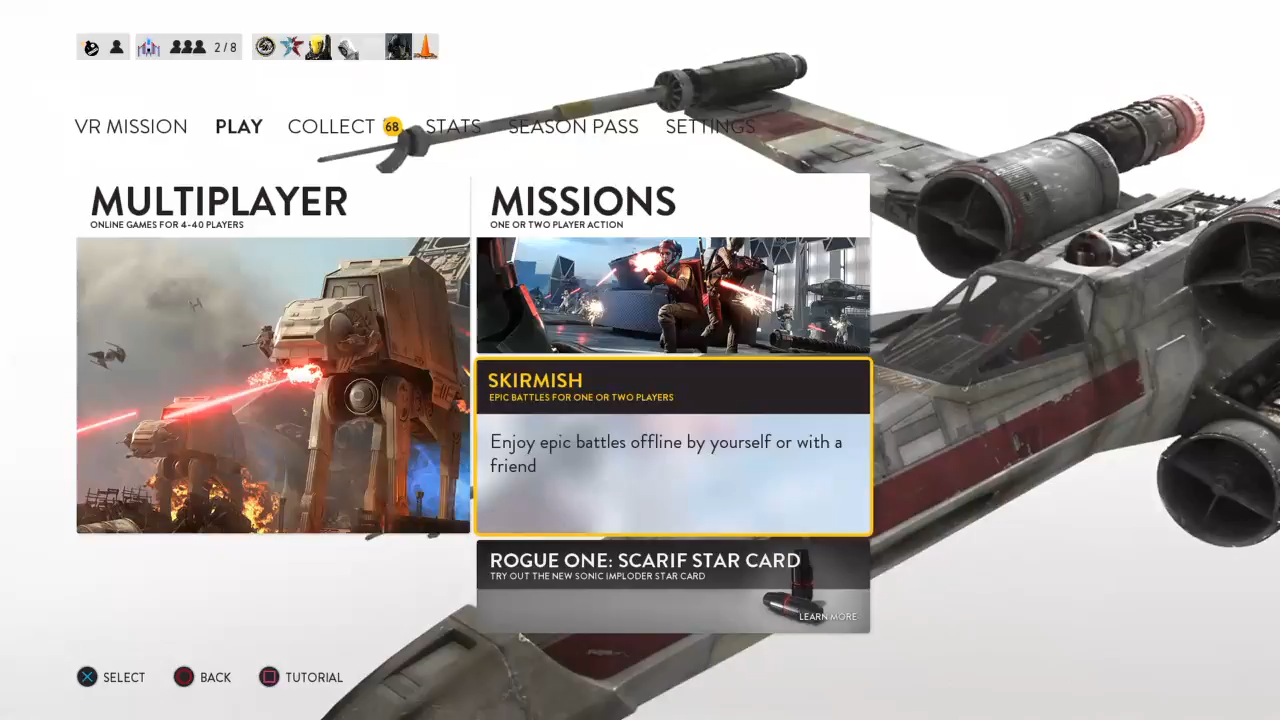 2/8
VR MISSION PLAY COLLECT 68 STATS SEASON PASS SETTINGS
MULTIPLAYER
ONLINE GAMES FOR 4-40 PLAYERS
MISSIONS
ONE OR TWO PLAYER ACTION
SKIRMISH
EPIC BATTLES FOR ONE OR TWO PLAYERS
Enjoy epic battles offline by yourself or with a
friend
ROGUE ONE: SCARIF STAR CARD
TRY OUT THE NEW SONIC IMPLODER STAR CARD
LEARN MORE
SELECT BACK TUTORIAL